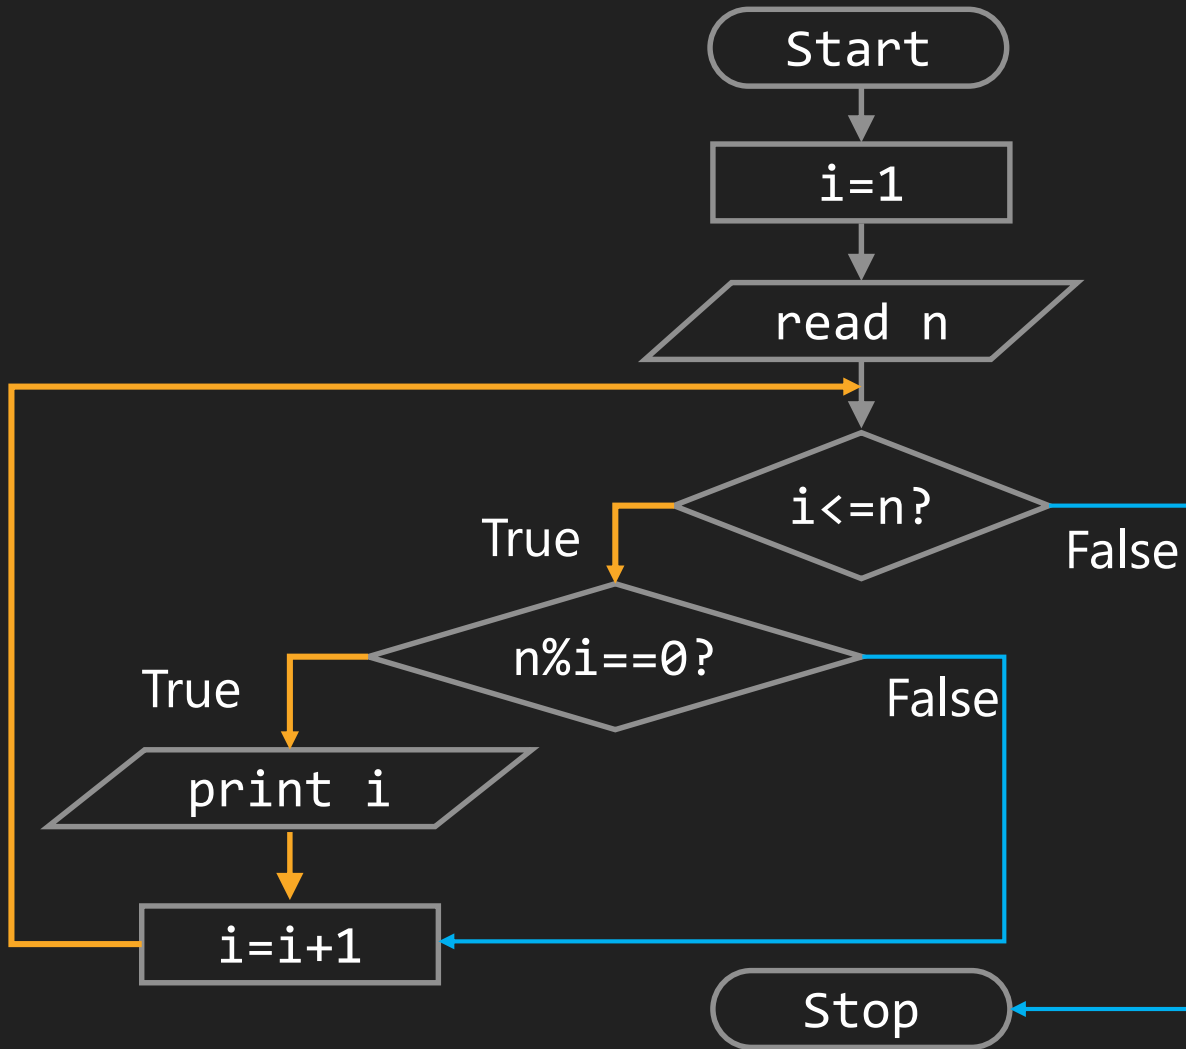 Start
i=1
read n
i<=n?
True
False
n%i==0?
True
False
print i
i=i+1
Stop